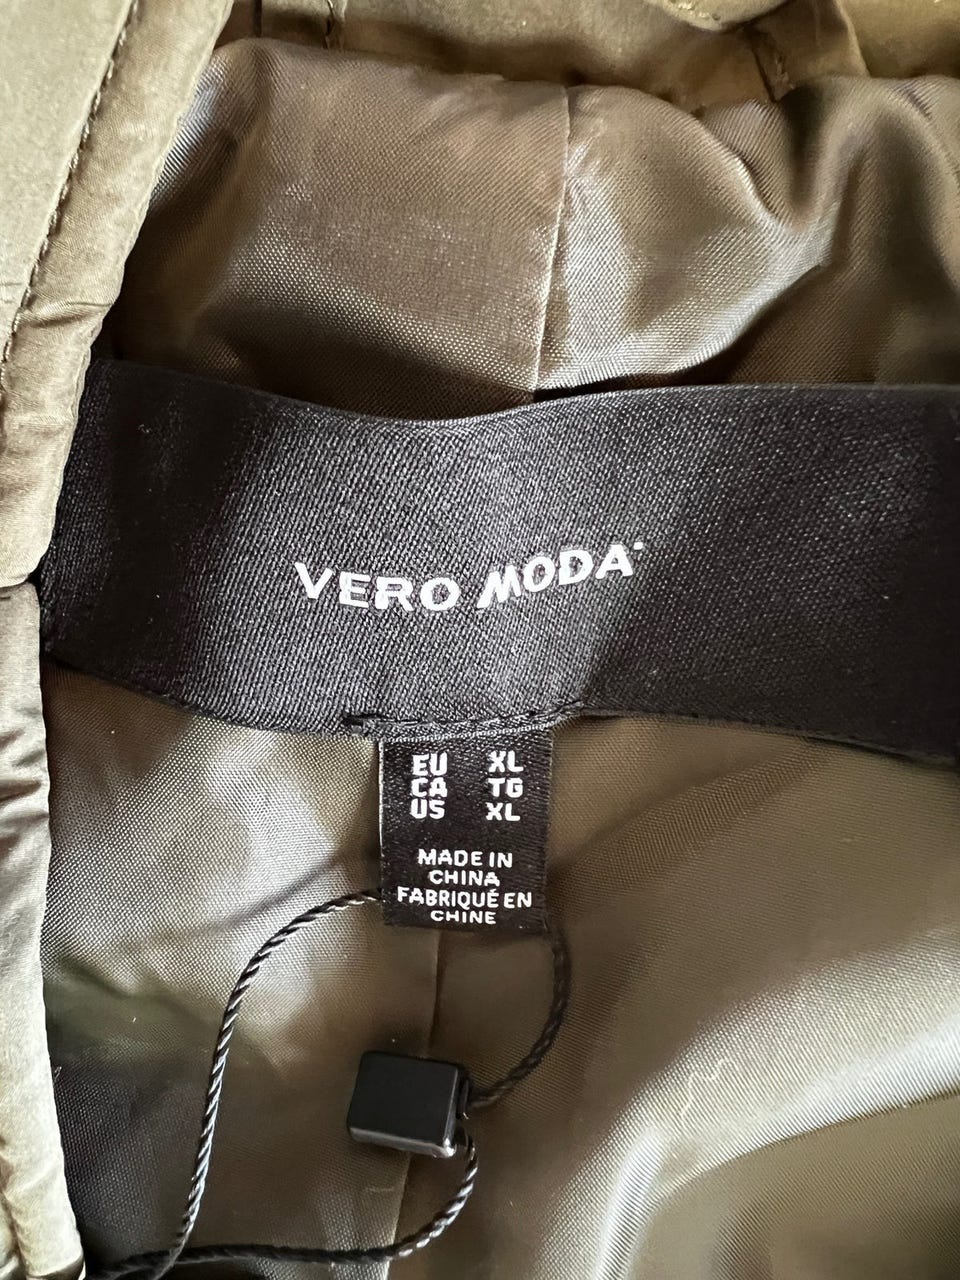 VERO MODA
EU XL
CA TG
US XL
MADE IN
CHINA
FABRIQUÉ EN
CHINE